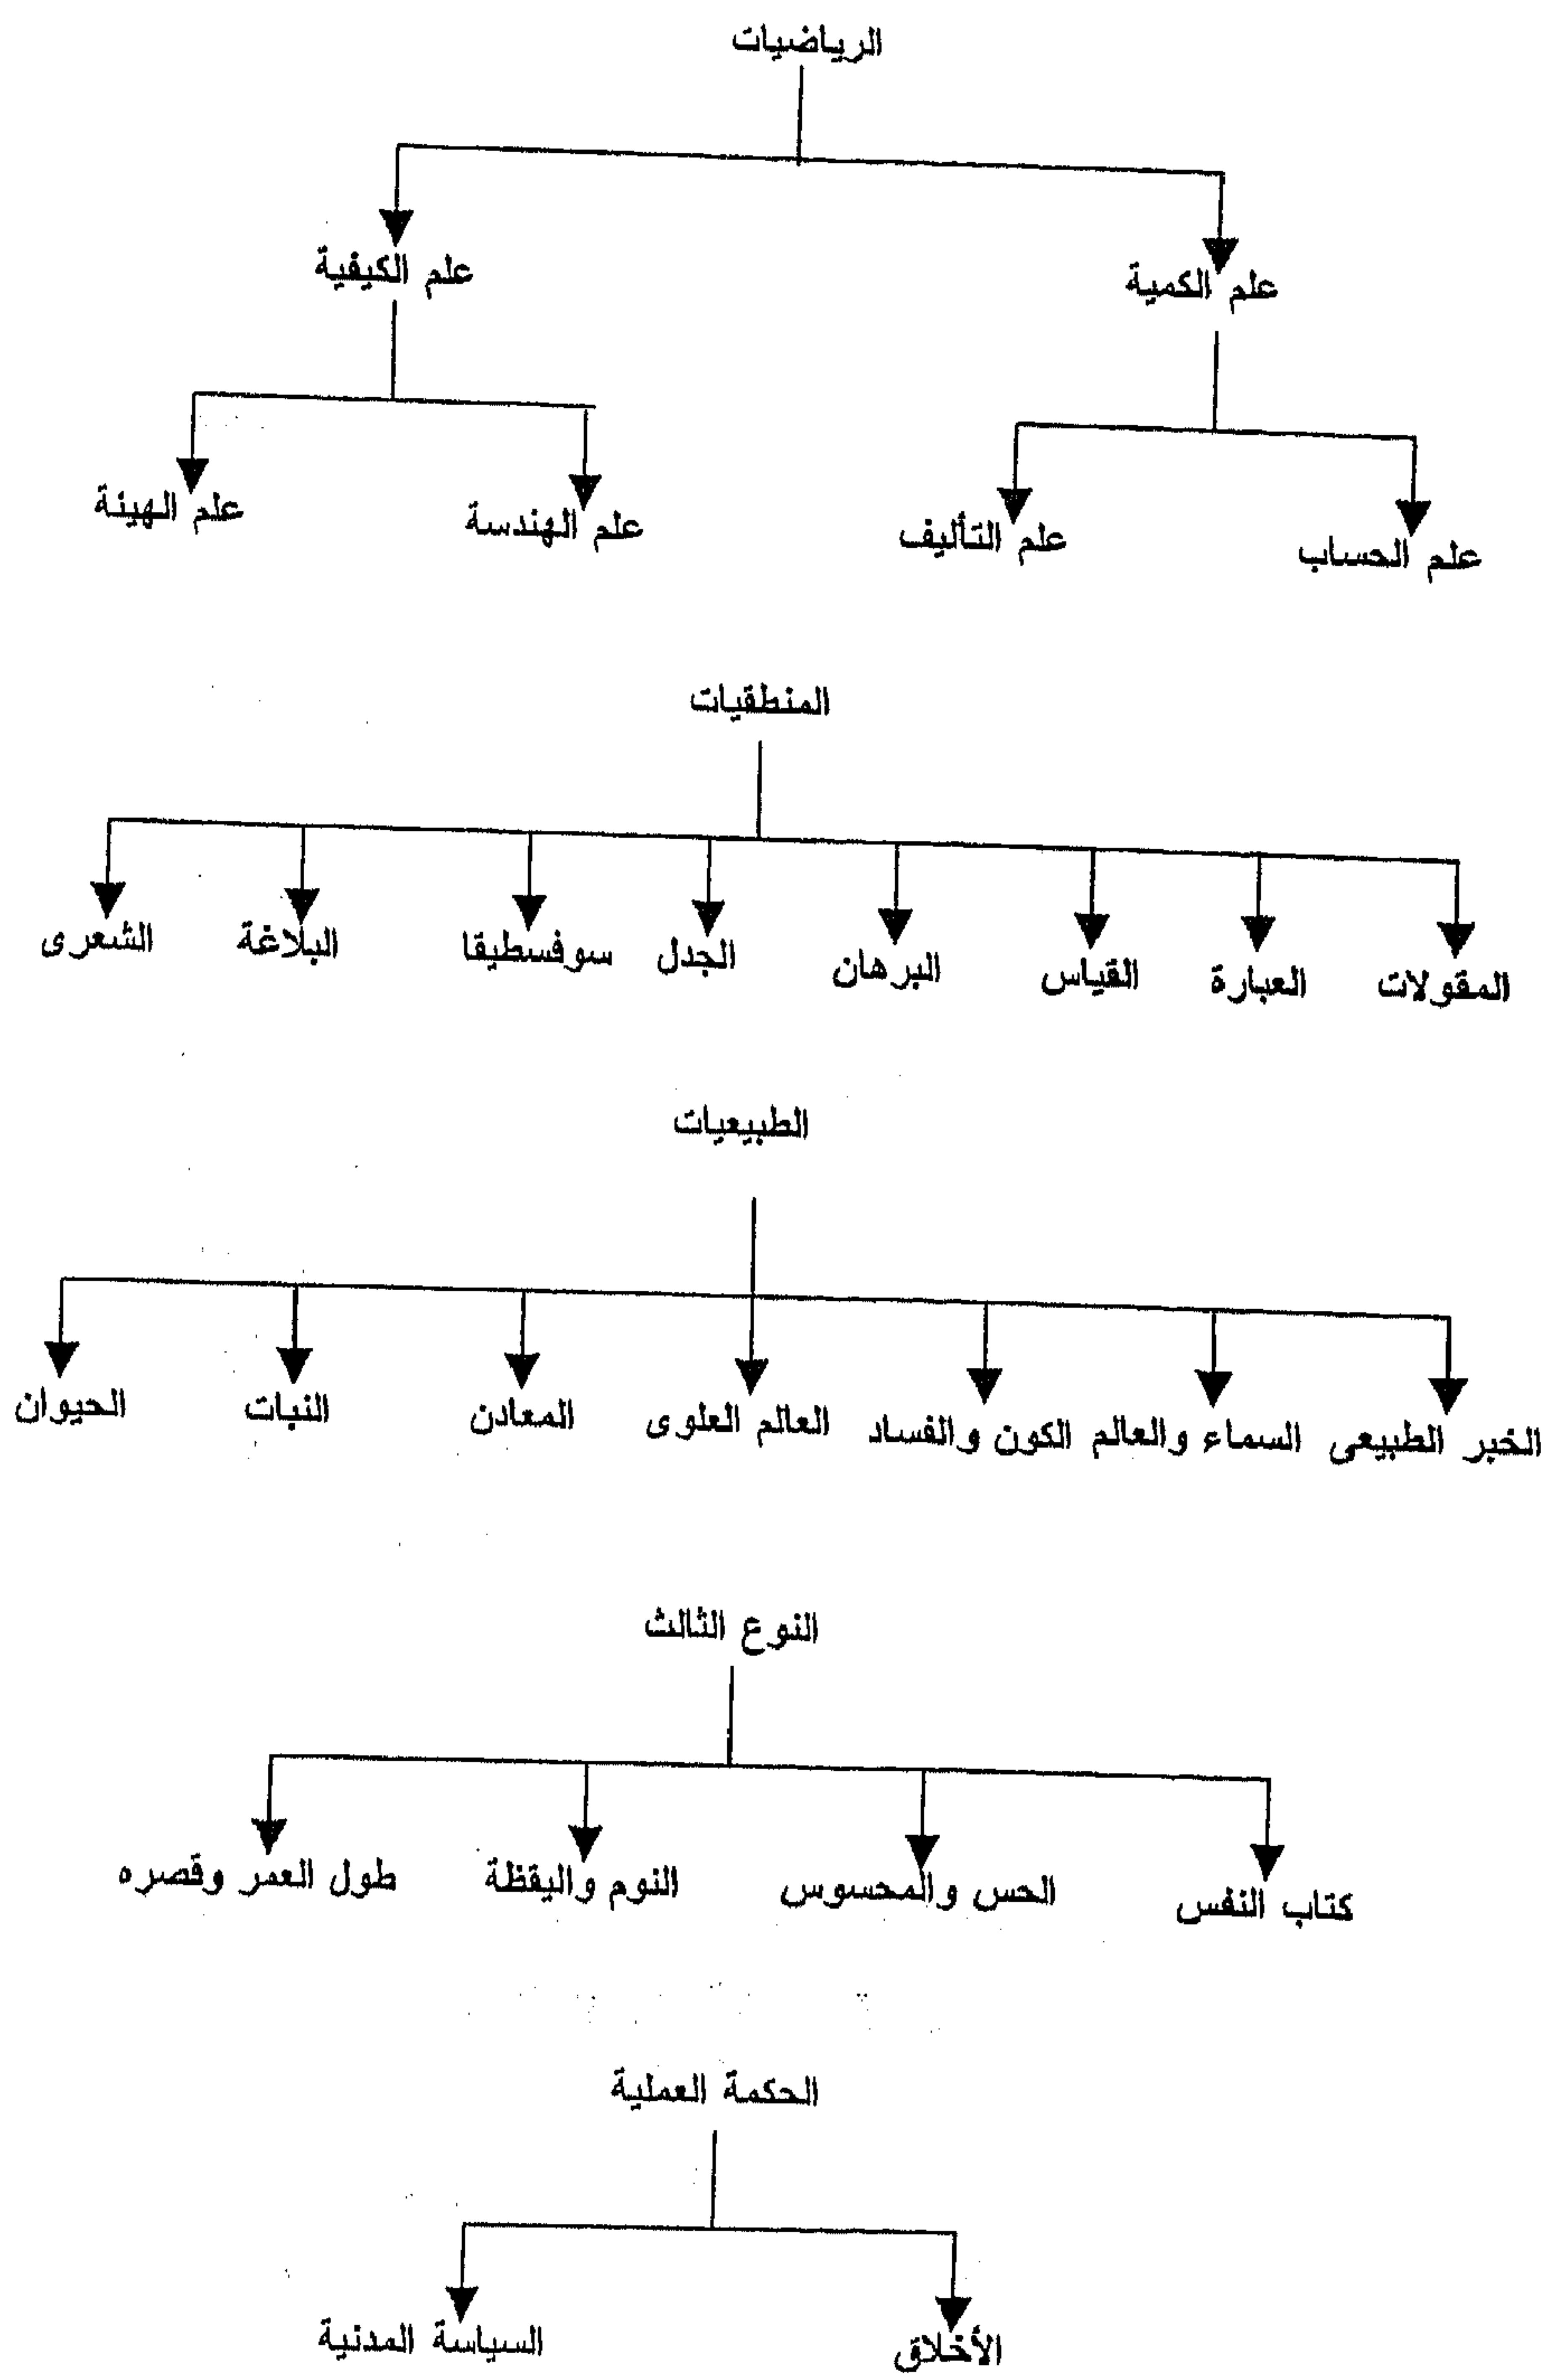 الرياضيات
علم الكمية علم الكيفية
علم الحساب علم التأليف علم الهندسة علم الهيئة
المنطقيات
المقولات العبارة القياس البرهان الجدل سوفسطيقا البلاغة الشعرى
الطبيعيات
الخبر الطبيعى السماء والعالم الكون والفساد العالم العلوى المعادن النبات الحيوان
النوع الثالث
كتاب النفس الحس والمحسوس النوم واليقظة طول العمر وقصره
الحكمة العملية
الأخلاق السياسة المدنية